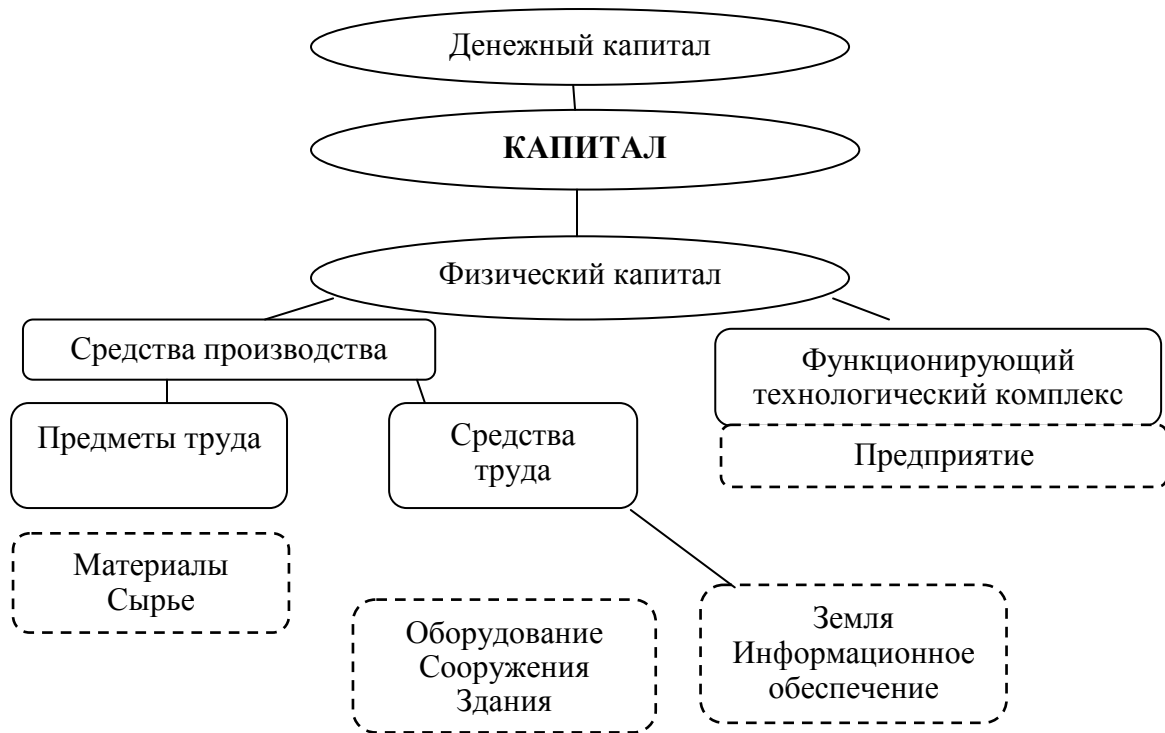 Денежный капитал
КАПИТАЛ
Физический капитал
Средства производства
Функционирующий
технологический комплекс
Предметы труда
Средства
труда
Предприятие
Материалы
Сырье
Оборудование
Сооружения
Здания
Земля
Информационное
обеспечение